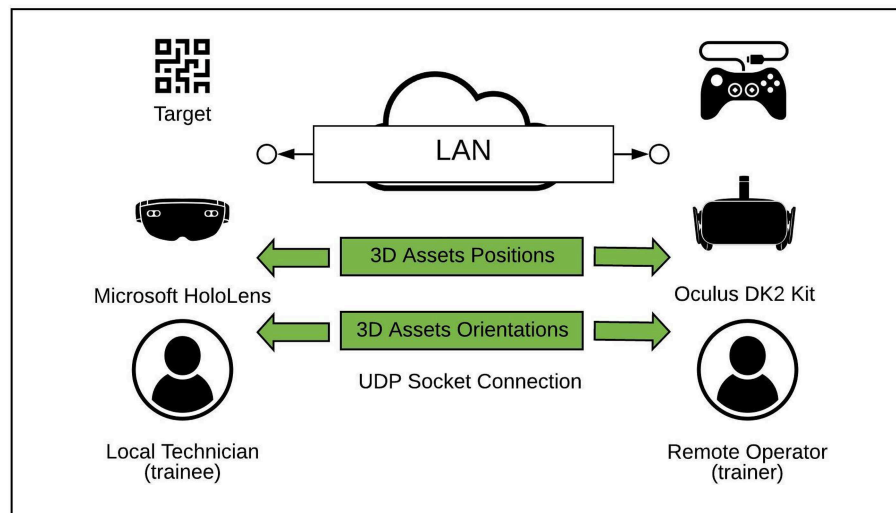 Target
LAN
3D Assets Positions
Microsoft HoloLens
Oculus DK2 Kit
3D Assets Orientations
UDP Socket Connection
Local Technician
(trainee)
Remote Operator
(trainer)